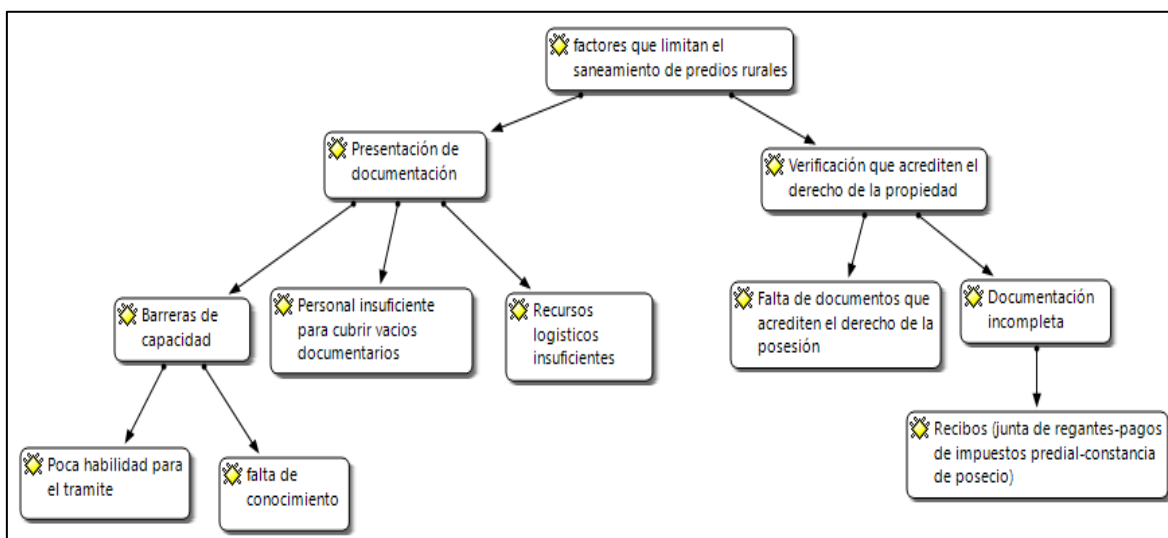 factores que limitan el
saneamiento de predios rurales
Presentación de
documentación
Verificación que acrediten el
derecho de la propiedad
Barreras de
capacidad
Personal insuficiente
para cubrir vacios
documentarios
Recursos
logisticos
insuficientes
Falta de documentos que
acrediten el derecho de la
posesión
Documentación
incompleta
Poca habilidad para
el tramite
falta de
conocimiento
Recibos (junta de regantes-pagos
de impuestos predial-constancia
de posecio)